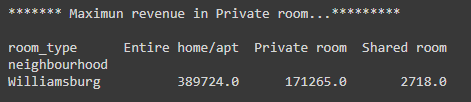 ******* Maximun revenue in Private room...*********
room_type Entire home/apt Private room Shared room
neighbourhood
Williamsburg 389724.0 171265.0 2718.0